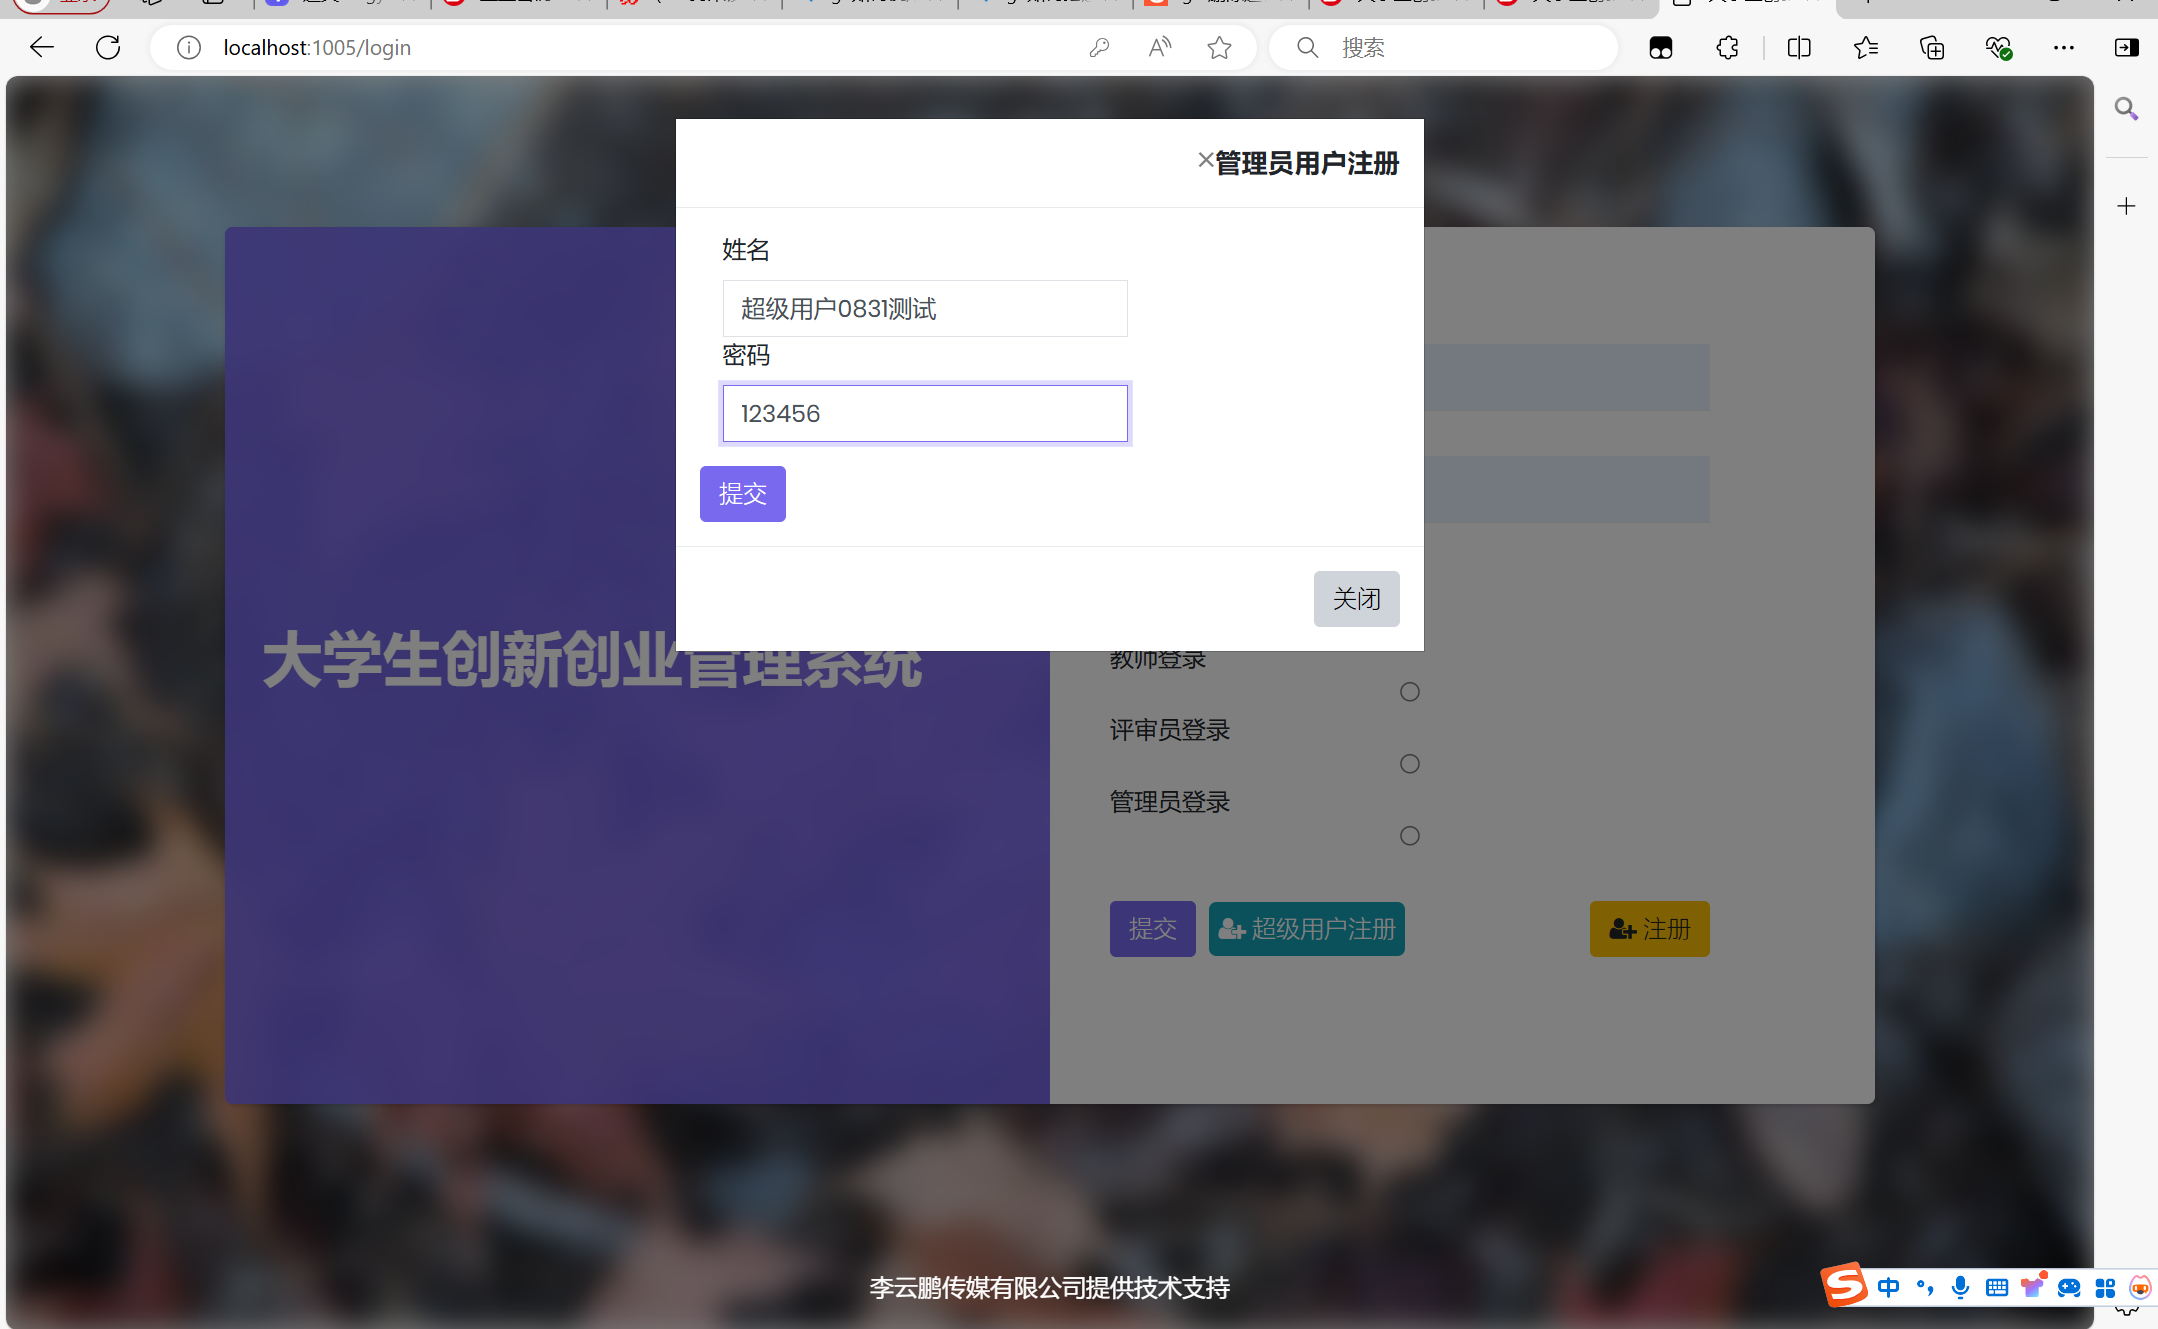 localhost:1005/login
搜索
×管理员用户注册
姓名
超级用户0831测试
密码
123456
提交
关闭
大学生创新创业管理系统
教师登录
评审员登录
管理员登录
提交
超级用户注册
注册
李云鹏传媒有限公司提供技术支持
中